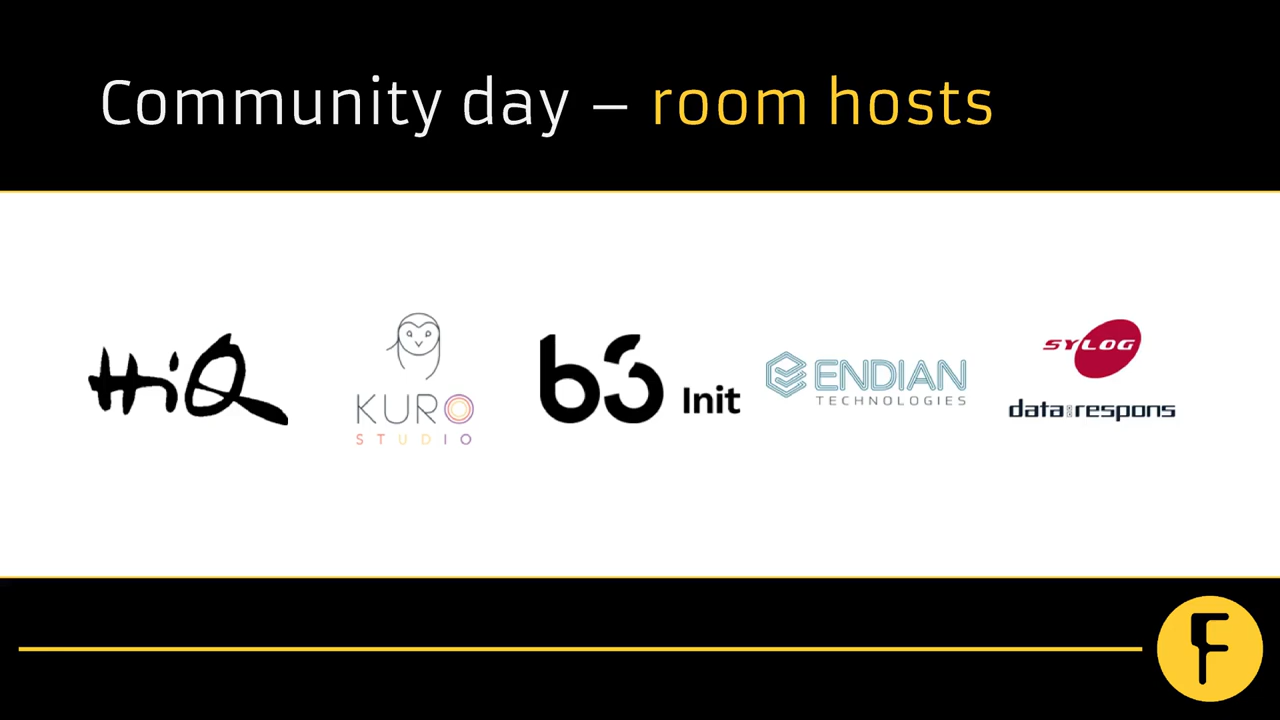 Community day – room hosts
HiQ
KURO
STUDIO
b3 Init
ENDIAN
TECHNOLOGIES
SYLOG
data respons
F